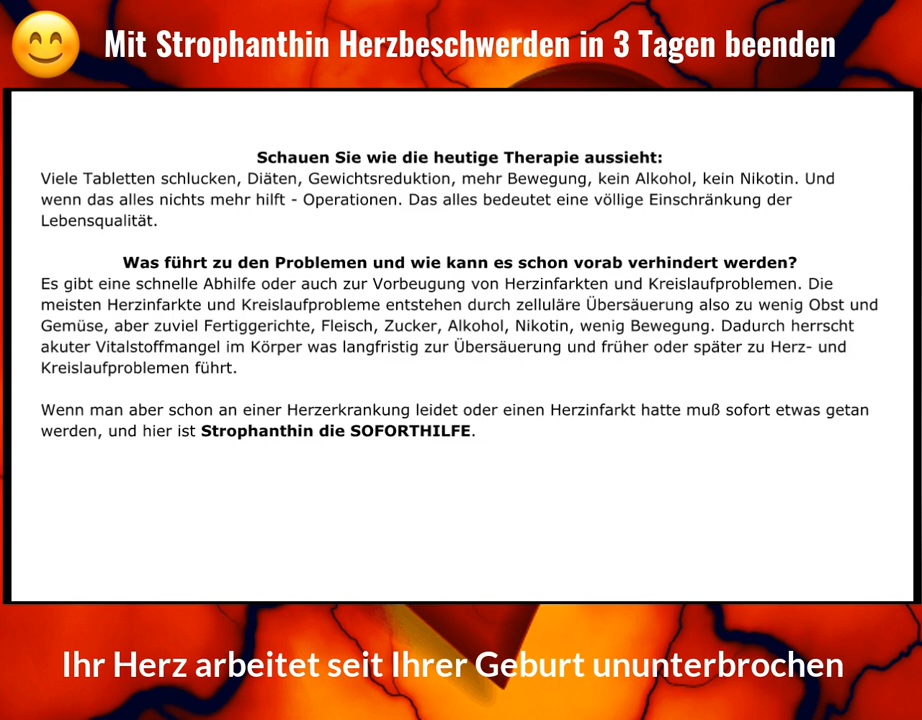 Mit Strophanthin Herzbeschwerden in 3 Tagen beenden
Schauen Sie wie die heutige Therapie aussieht:
Viele Tabletten schlucken, Diäten, Gewichtsreduktion, mehr Bewegung, kein Alkohol, kein Nikotin. Und
wenn das alles nichts mehr hilft - Operationen. Das alles bedeutet eine völlige Einschränkung der
Lebensqualität.
Was führt zu den Problemen und wie kann es schon vorab verhindert werden?
Es gibt eine schnelle Abhilfe oder auch zur Vorbeugung von Herzinfarkten und Kreislaufproblemen. Die
meisten Herzinfarkte und Kreislaufprobleme entstehen durch zelluläre Übersäuerung also zu wenig Obst und
Gemüse, aber zuviel Fertiggerichte, Fleisch, Zucker, Alkohol, Nikotin, wenig Bewegung. Dadurch herrscht
akuter Vitalstoffmangel im Körper was langfristig zur Übersäuerung und früher oder später zu Herz- und
Kreislaufproblemen führt.
Wenn man aber schon an einer Herzerkrankung leidet oder einen Herzinfarkt hatte muß sofort etwas getan
werden, und hier ist Strophanthin die SOFORTHILFE.
Ihr Herz arbeitet seit Ihrer Geburt ununterbrochen